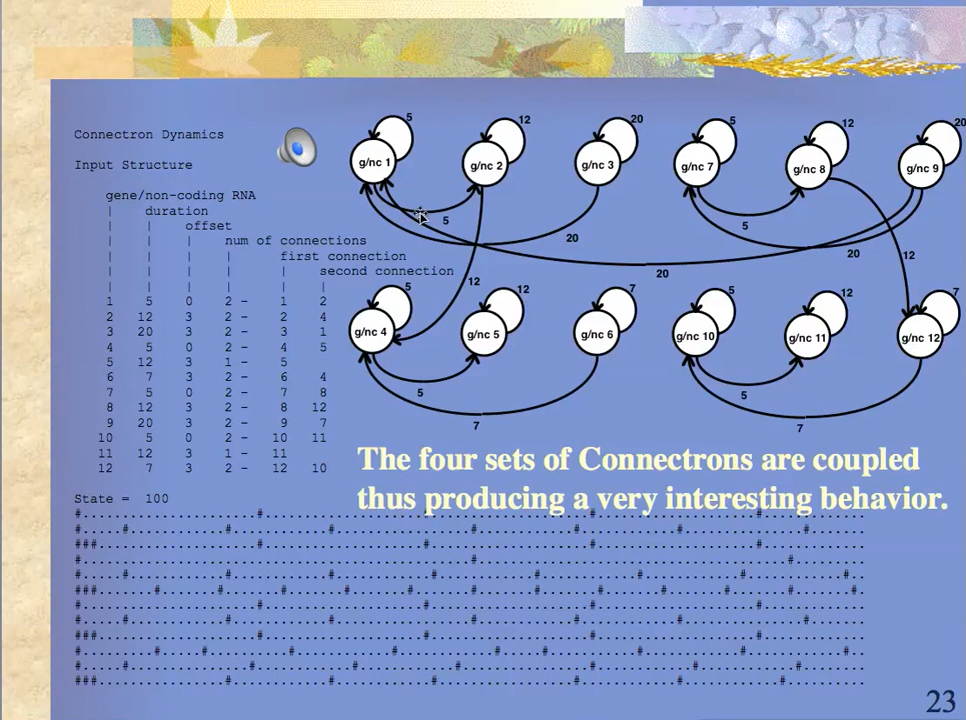 Connectron Dynamics
Input Structure
gene/non-coding RNA
| duration
| | offset
| | | num of connections
| | | | first connection
| | | | | second connection
| | | | | |
1 5 0 2 - 1 2
2 12 3 2 - 2 4
3 20 3 2 - 3 1
4 5 0 2 - 4 5
5 12 3 1 - 5
6 7 3 2 - 6 4
7 5 0 2 - 7 8
8 12 3 2 - 8 12
9 20 3 2 - 9 7
10 5 0 2 - 10 11
11 12 3 1 - 11
12 7 3 2 - 12 10
State = 100
5 12 20 5 12 20
g/nc 1 g/nc 2 g/nc 3 g/nc 7 g/nc 8 g/nc 9
5 5
20 20 12
20
12
5 12 7 5 12 7
g/nc 4 g/nc 5 g/nc 6 g/nc 10 g/nc 11 g/nc 12
5 5
7 7
The four sets of Connectrons are coupled
thus producing a very interesting behavior.
23